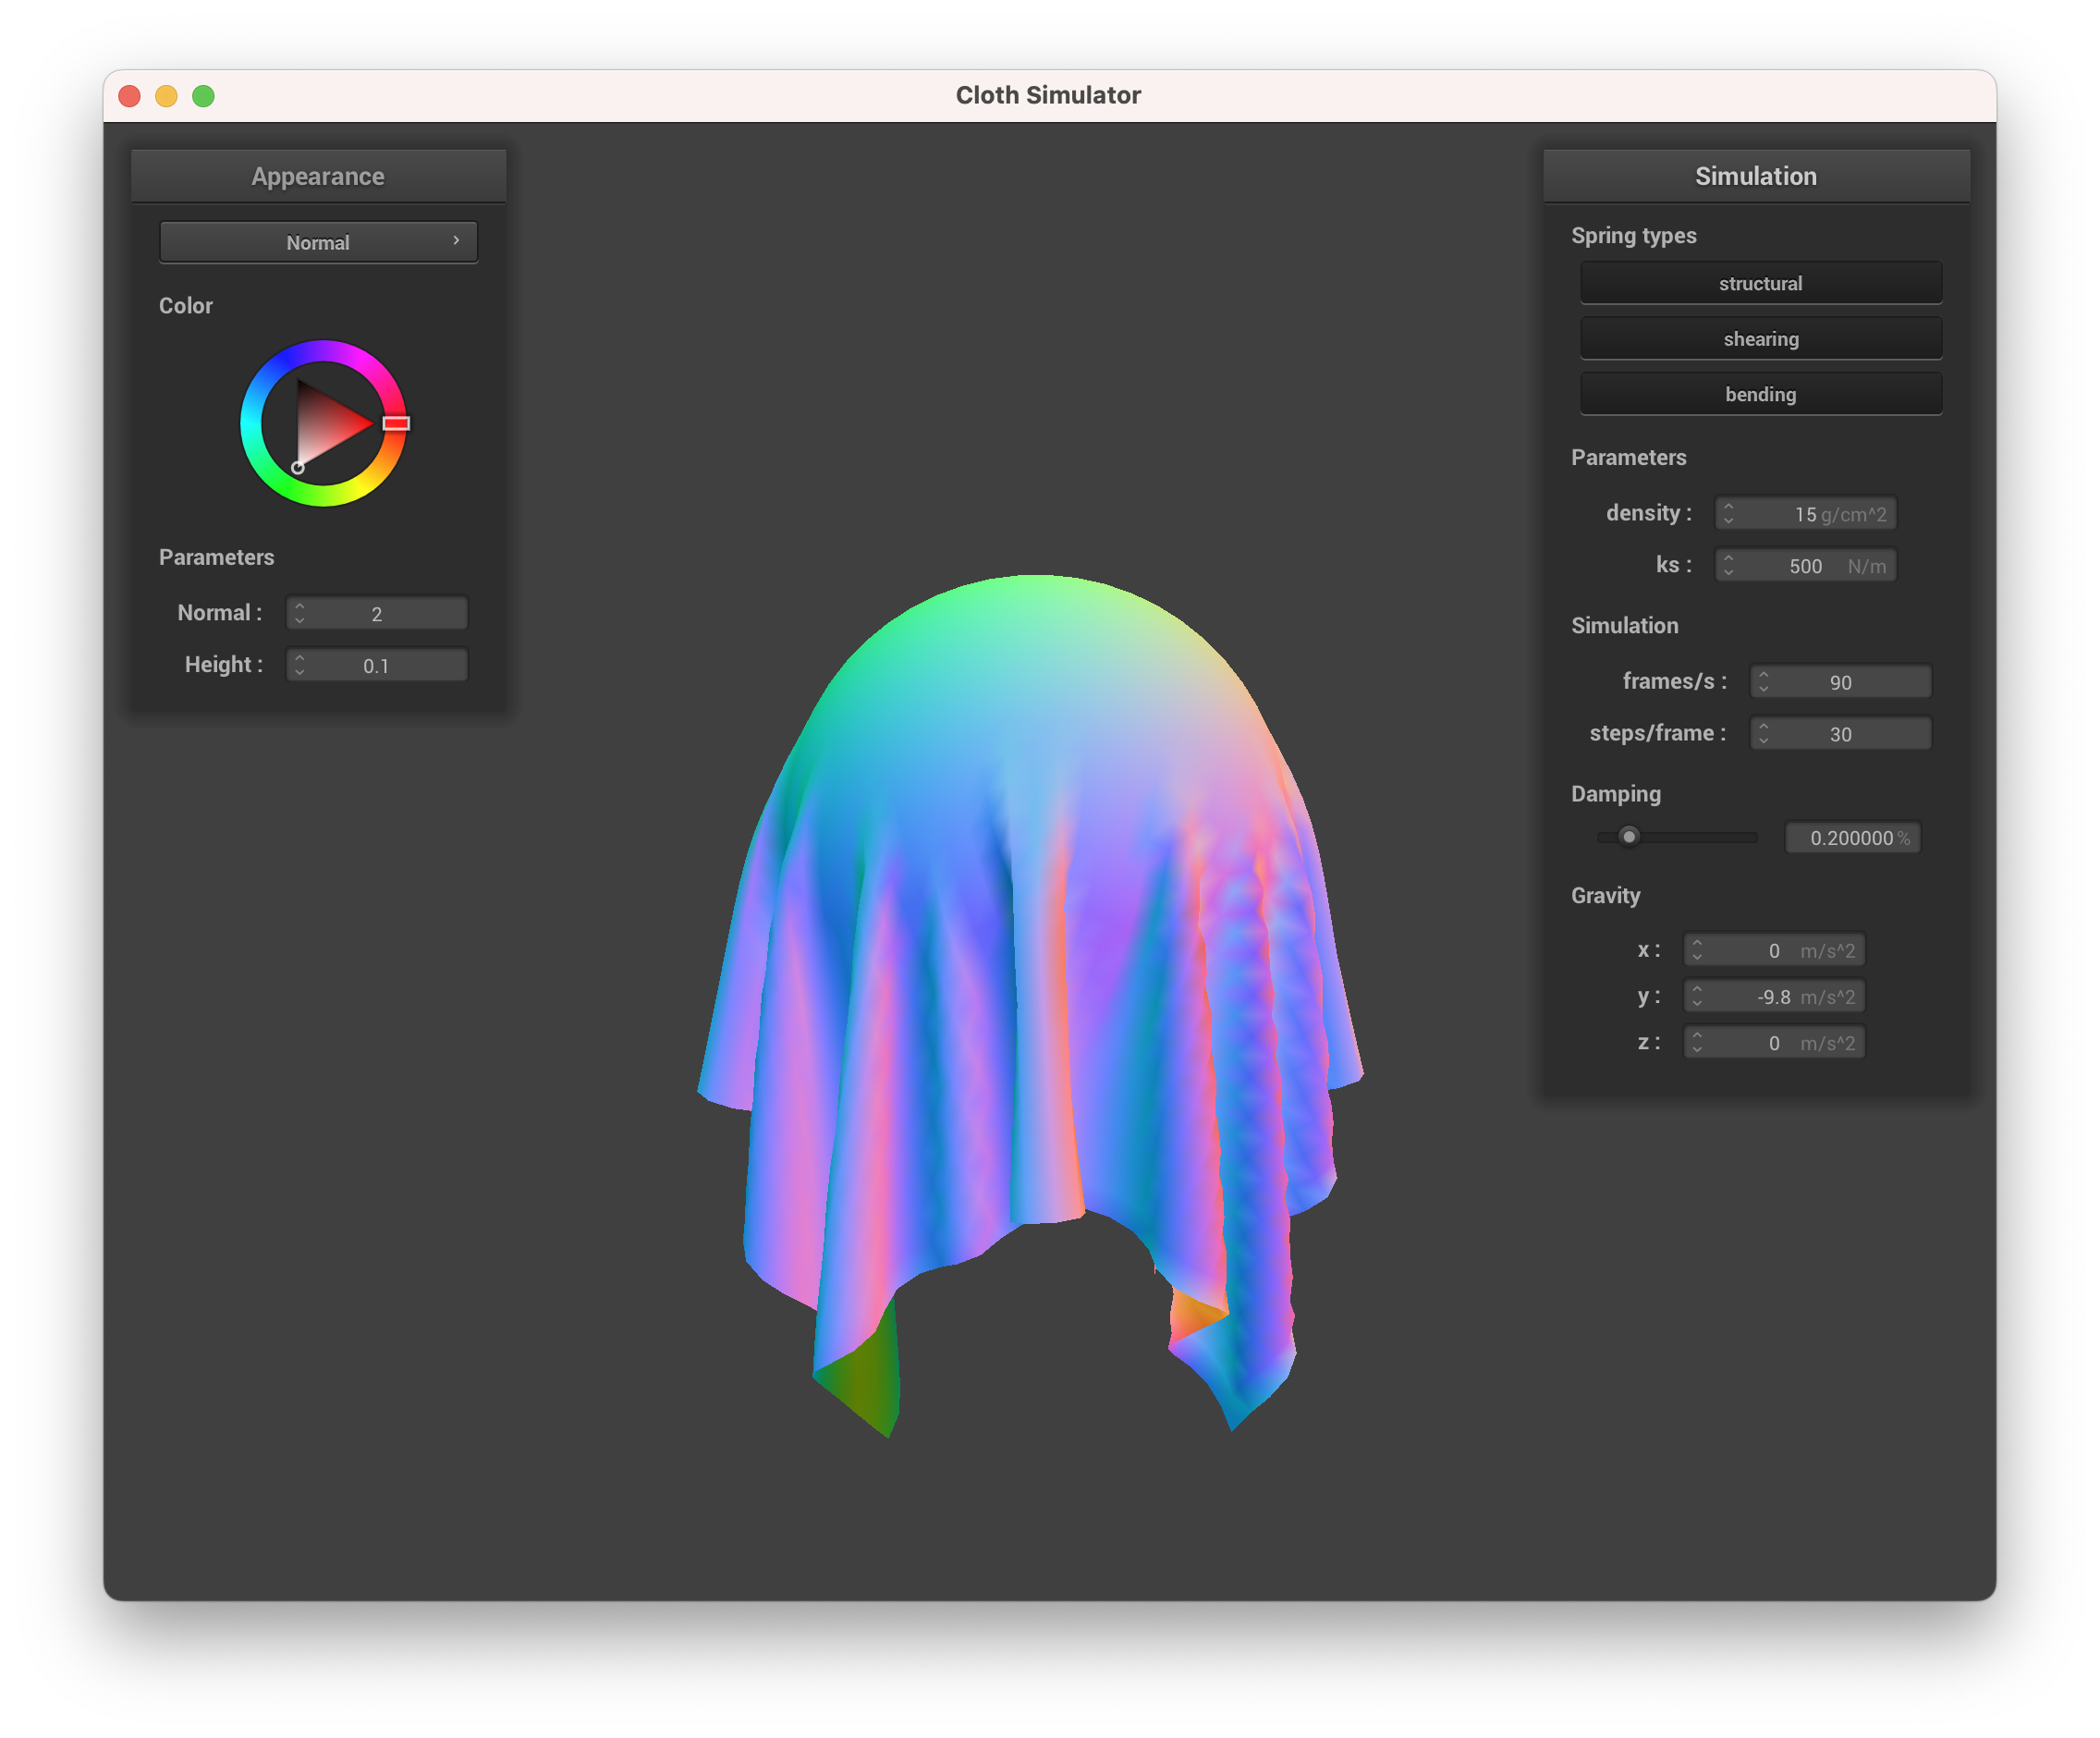 Cloth Simulator
Appearance
Normal
Color
Parameters
Normal : 2
Height : 0.1
Simulation
Spring types
structural
shearing
bending
Parameters
density : 15 g/cm^2
ks : 500 N/m
Simulation
frames/s : 90
steps/frame : 30
Damping
0.200000 %
Gravity
x : 0 m/s^2
y : -9.8 m/s^2
z : 0 m/s^2